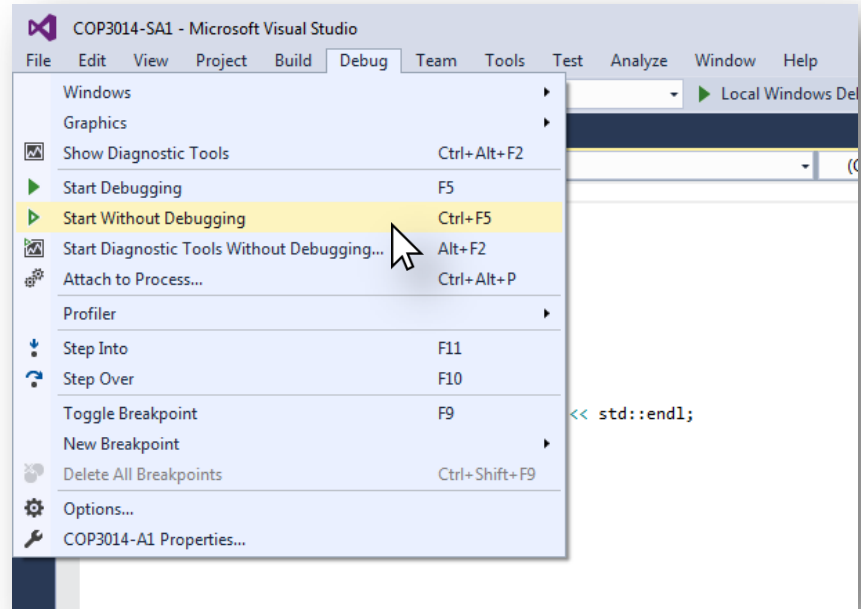 COP3014-SA1 - Microsoft Visual Studio
File Edit View Project Build Debug Team Tools Test Analyze Window Help
Local Windows De
Windows
Graphics
Show Diagnostic Tools Ctrl+Alt+F2
Start Debugging F5
Start Without Debugging Ctrl+F5
Start Diagnostic Tools Without Debugging... Alt+F2
Attach to Process... Ctrl+Alt+P
Profiler
Step Into F11
Step Over F10
Toggle Breakpoint F9
<< std::endl;
New Breakpoint
Delete All Breakpoints Ctrl+Shift+F9
Options...
COP3014-A1 Properties...